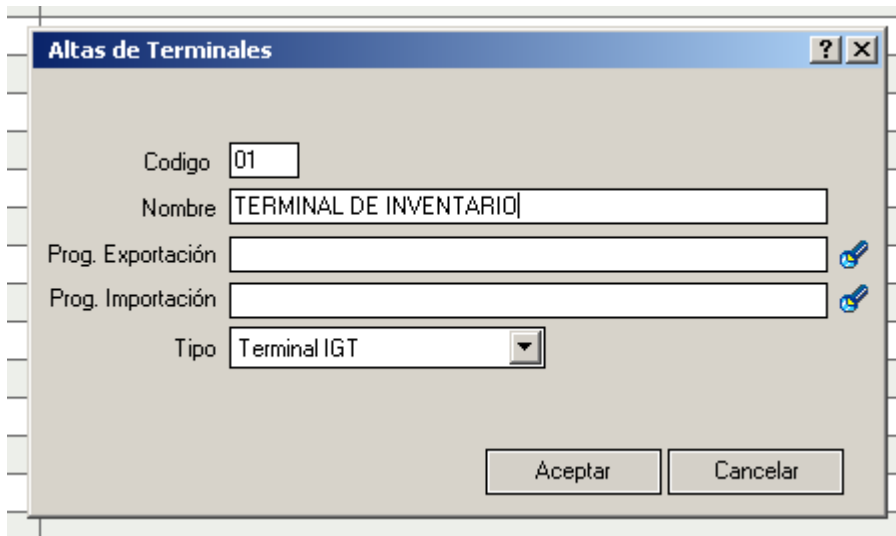 Altas de Terminales
Codigo 01
Nombre TERMINAL DE INVENTARIO
Prog. Exportación
Prog. Importación
Tipo Terminal IGT
Aceptar Cancelar